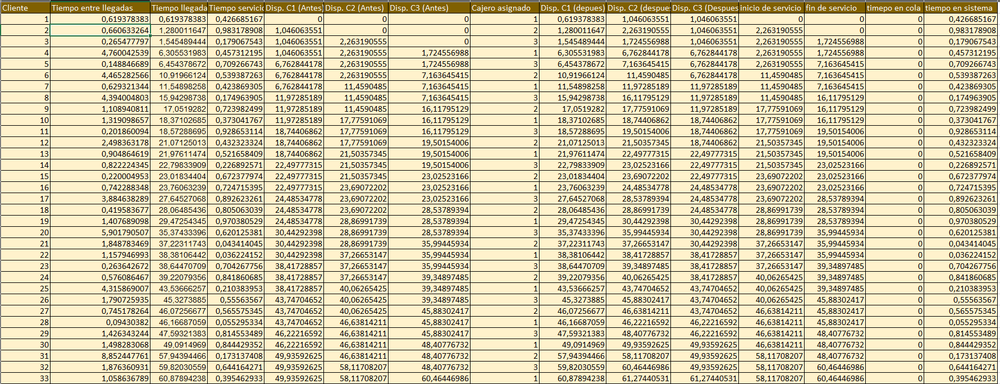 Cliente Tiempo entre llegadas Tiempo llegada Tiempo servicio Disp. C1 (Antes) Disp. C2 (Antes) Disp. C3 (Antes) Cajero asignado Disp. C1 (depues) Disp. C2 (despue Disp. C3 (Despues inicio de servicio fin de servicio timepo en cola tiempo en sistema
1 0,619378383 0,619378383 0,426685167 0 0 0 1 0,619378383 1,046063551 1,046063551 0 0 0 0,426685167
2 0,660633264 1,280011647 0,983178908 1,046063551 0 0 2 1,280011647 2,263190555 1,046063551 2,263190555 0 0 0,983178908
3 0,265477797 1,545489444 0,179067543 1,046063551 2,263190555 0 3 1,545489444 1,724556988 1,046063551 2,263190555 1,724556988 0 0,179067543
4 4,760042539 6,305531983 0,457312195 1,046063551 2,263190555 1,724556988 1 6,305531983 6,762844178 6,762844178 2,263190555 1,724556988 0 0,457312195
5 0,148846689 6,454378672 0,709266743 6,762844178 2,263190555 1,724556988 3 6,454378672 7,163645415 6,762844178 2,263190555 7,163645415 0 0,709266743
6 4,465282566 10,91966124 0,539387263 6,762844178 2,263190555 7,163645415 2 10,91966124 11,4590485 6,762844178 11,4590485 7,163645415 0 0,539387263
7 0,629321344 11,54898258 0,423869305 6,762844178 11,4590485 7,163645415 1 11,54898258 11,97285189 11,97285189 11,4590485 7,163645415 0 0,423869305
8 4,394004803 15,94298738 0,174963905 11,97285189 11,4590485 7,163645415 3 15,94298738 16,11795129 11,97285189 11,4590485 16,11795129 0 0,174963905
9 1,108940811 17,0519282 0,723982499 11,97285189 11,4590485 16,11795129 2 17,0519282 17,77591069 11,97285189 17,77591069 16,11795129 0 0,723982499
10 1,319098657 18,37102685 0,373041767 11,97285189 17,77591069 16,11795129 1 18,37102685 18,74406862 18,74406862 17,77591069 16,11795129 0 0,373041767
11 0,201860094 18,57288695 0,928653114 18,74406862 17,77591069 16,11795129 3 18,57288695 19,50154006 18,74406862 17,77591069 19,50154006 0 0,928653114
12 2,498363178 21,07125013 0,432323324 18,74406862 17,77591069 19,50154006 2 21,07125013 21,50357345 18,74406862 21,50357345 19,50154006 0 0,432323324
13 0,904864619 21,97611474 0,521658409 18,74406862 21,50357345 19,50154006 1 21,97611474 22,49777315 22,49777315 21,50357345 19,50154006 0 0,521658409
14 0,822224345 22,79833909 0,226892571 22,49777315 21,50357345 19,50154006 3 22,79833909 23,02523166 22,49777315 21,50357345 23,02523166 0 0,226892571
15 0,220004953 23,01834404 0,672377974 22,49777315 21,50357345 23,02523166 2 23,01834404 23,69072202 22,49777315 23,69072202 23,02523166 0 0,672377974
16 0,742288348 23,76063239 0,724715395 22,49777315 23,69072202 23,02523166 1 23,76063239 24,48534778 24,48534778 23,69072202 23,02523166 0 0,724715395
17 3,884638289 27,64527068 0,892623261 24,48534778 23,69072202 23,02523166 3 27,64527068 28,53789394 24,48534778 23,69072202 28,53789394 0 0,892623261
18 0,419583677 28,06485436 0,805063039 24,48534778 23,69072202 28,53789394 2 28,06485436 28,86991739 24,48534778 28,86991739 28,53789394 0 0,805063039
19 1,407689098 29,47254345 0,970380529 24,48534778 28,86991739 28,53789394 1 29,47254345 30,44292398 30,44292398 28,86991739 28,53789394 0 0,970380529
20 5,901790507 35,37433396 0,620125381 30,44292398 28,86991739 28,53789394 3 35,37433396 35,99445934 30,44292398 28,86991739 35,99445934 0 0,620125381
21 1,848783469 37,22311743 0,043414045 30,44292398 28,86991739 35,99445934 2 37,22311743 37,26653147 30,44292398 37,26653147 35,99445934 0 0,043414045
22 1,157946993 38,38106442 0,036224152 30,44292398 37,26653147 35,99445934 1 38,38106442 38,41728857 38,41728857 37,26653147 35,99445934 0 0,036224152
23 0,263642672 38,64470709 0,704267756 38,41728857 37,26653147 35,99445934 3 38,64470709 39,34897485 38,41728857 37,26653147 39,34897485 0 0,704267756
24 0,576086467 39,22079356 0,841860685 38,41728857 37,26653147 39,34897485 2 39,22079356 40,06265425 38,41728857 40,06265425 39,34897485 0 0,841860685
25 4,315869007 43,53666257 0,210383953 38,41728857 40,06265425 39,34897485 1 43,53666257 43,74704652 43,74704652 40,06265425 39,34897485 0 0,210383953
26 1,790725935 45,3273885 0,55563567 43,74704652 40,06265425 39,34897485 3 45,3273885 45,88302417 43,74704652 40,06265425 45,88302417 0 0,55563567
27 0,745178264 46,07256677 0,565575345 43,74704652 40,06265425 45,88302417 2 46,07256677 46,63814211 43,74704652 46,63814211 45,88302417 0 0,565575345
28 0,09430382 46,16687059 0,055295334 43,74704652 46,63814211 45,88302417 1 46,16687059 46,22216592 46,22216592 46,63814211 45,88302417 0 0,055295334
29 1,426343244 47,59321383 0,814553489 46,22216592 46,63814211 45,88302417 3 47,59321383 48,40776732 46,22216592 46,63814211 48,40776732 0 0,814553489
30 1,498283068 49,0914969 0,844429352 46,22216592 46,63814211 48,40776732 1 49,0914969 49,93592625 49,93592625 46,63814211 48,40776732 0 0,844429352
31 8,852447761 57,94394466 0,173137408 49,93592625 46,63814211 48,40776732 2 57,94394466 58,11708207 49,93592625 58,11708207 48,40776732 0 0,173137408
32 1,876360931 59,82030559 0,644164271 49,93592625 58,11708207 48,40776732 3 59,82030559 60,46446986 49,93592625 58,11708207 60,46446986 0 0,644164271
33 1,058636789 60,87894238 0,395462933 49,93592625 58,11708207 60,46446986 1 60,87894238 61,27440531 61,27440531 58,11708207 60,46446986 0 0,395462933